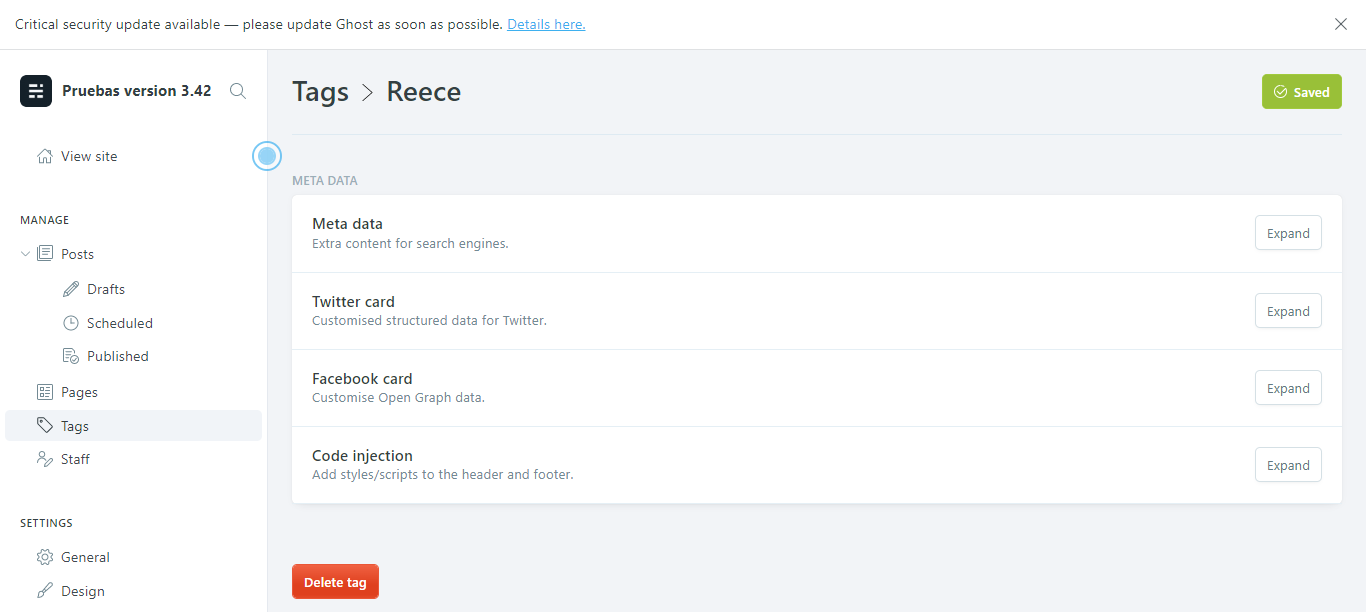 Critical security update available — please update Ghost as soon as possible. Details here.
Pruebas version 3.42
View site
MANAGE
Posts
Drafts
Scheduled
Published
Pages
Tags
Staff
SETTINGS
General
Design
Tags > Reece
Saved
META DATA
Meta data
Extra content for search engines.
Expand
Twitter card
Customised structured data for Twitter.
Expand
Facebook card
Customise Open Graph data.
Expand
Code injection
Add styles/scripts to the header and footer.
Expand
Delete tag